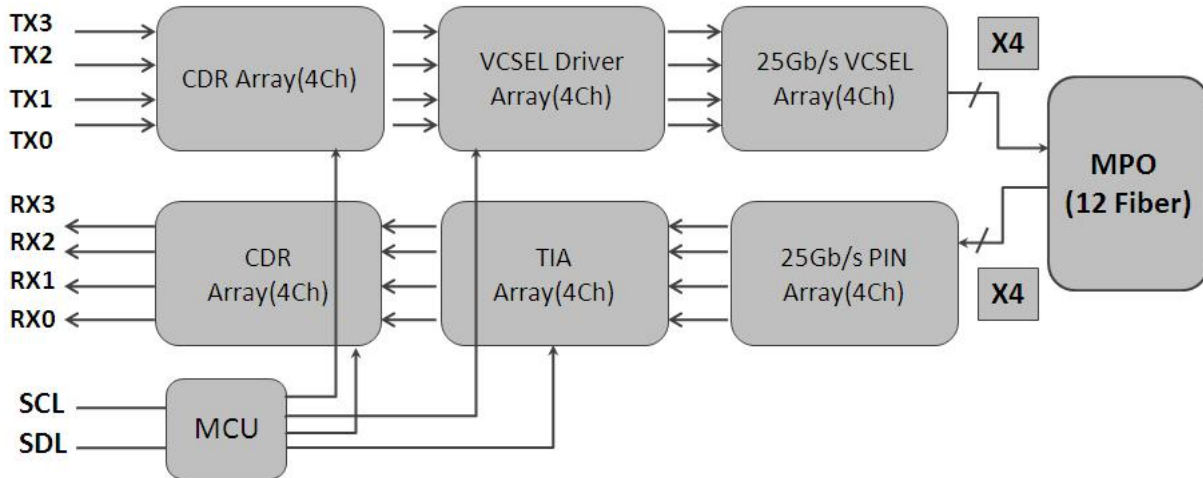 TX3
TX2
TX1
TX0
CDR Array(4Ch)
VCSEL Driver
Array(4Ch)
25Gb/s VCSEL
Array(4Ch)
X4
MPO
(12 Fiber)
RX3
RX2
RX1
RX0
CDR
Array(4Ch)
TIA
Array(4Ch)
25Gb/s PIN
Array(4Ch)
X4
SCL
SDL
MCU